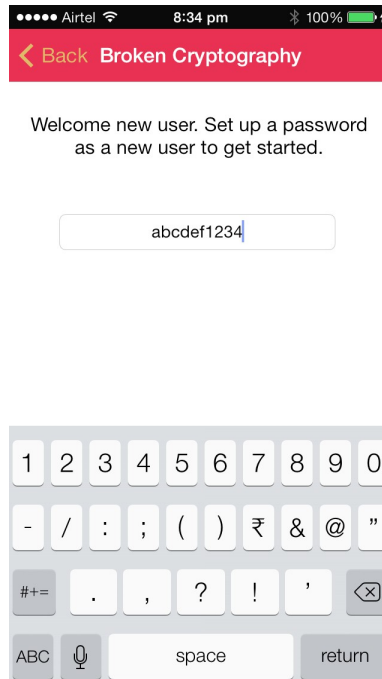 Airtel 8:34 pm 100%
Back Broken Cryptography
Welcome new user. Set up a password
as a new user to get started.
abcdef1234
1 2 3 4 5 6 7 8 9 0
- / : ; ( ) ₹ & @ "
#+= . , ? ! '
ABC space return